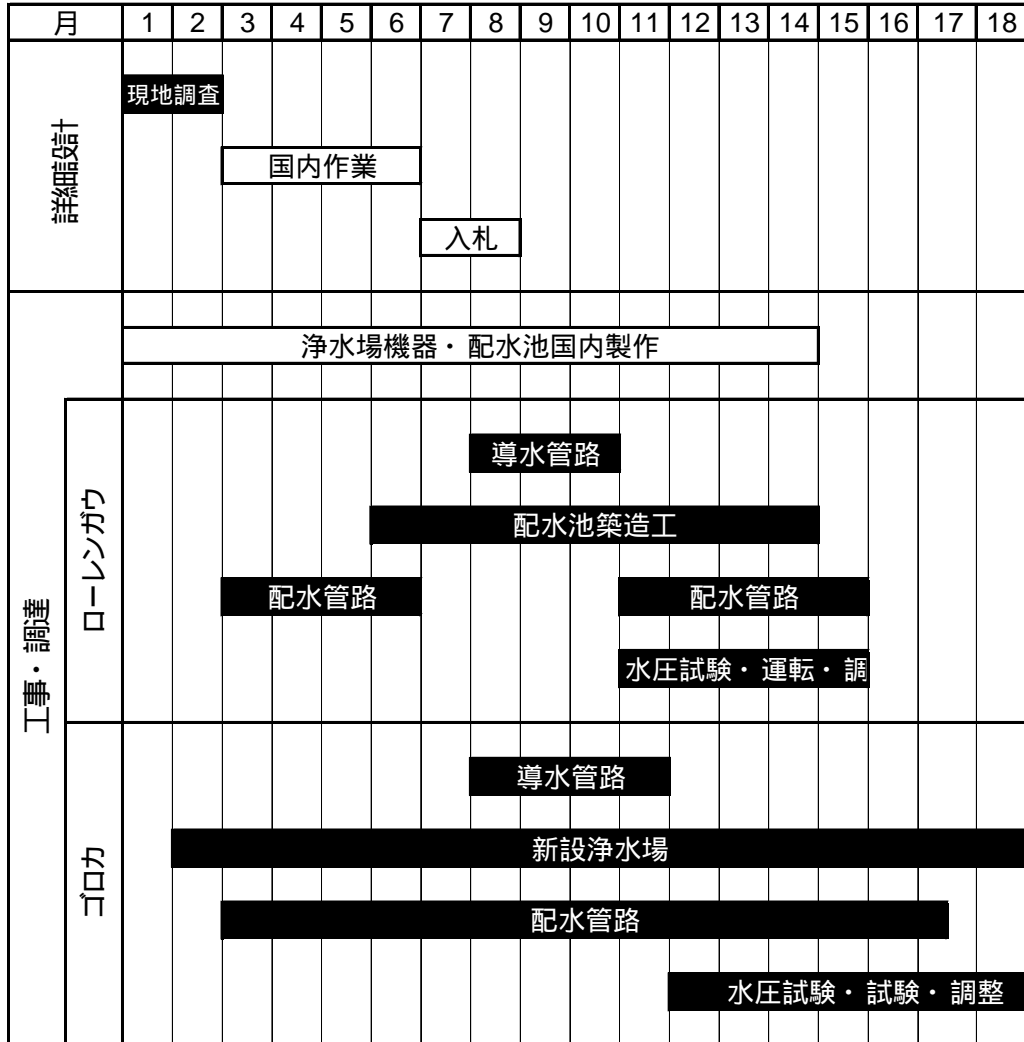 月 1 2 3 4 5 6 7 8 9 10 11 12 13 14 15 16 17 18
詳細設計
現地調査
国内作業
入札
工事・調達
浄水場機器・配水池国内製作
ローレンガウ
導水管路
配水池築造工
配水管路 配水管路
水圧試験・運転・調
ゴロカ
導水管路
新設浄水場
配水管路
水圧試験・試験・調整